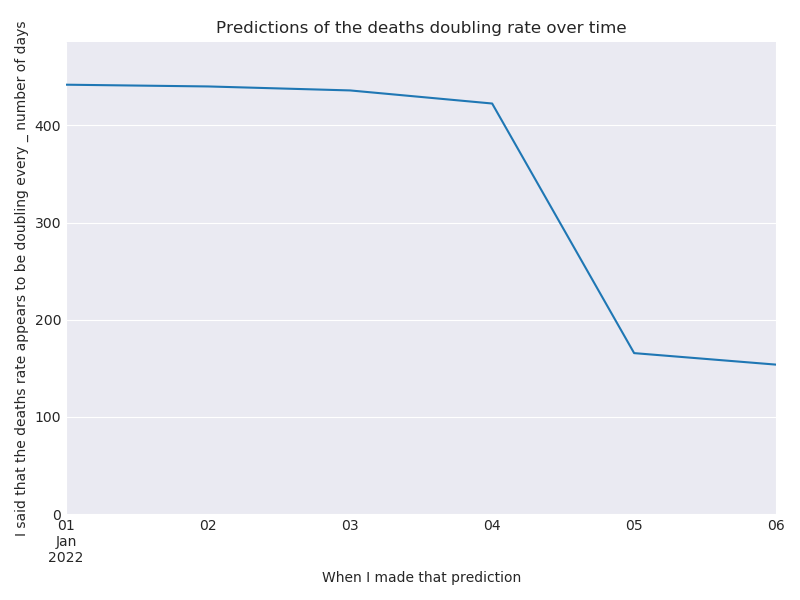 Predictions of the deaths doubling rate over time
I said that the deaths rate appears to be doubling every _ number of days
400
300
200
100
0
01 02 03 04 05 06
Jan
2022
When I made that prediction